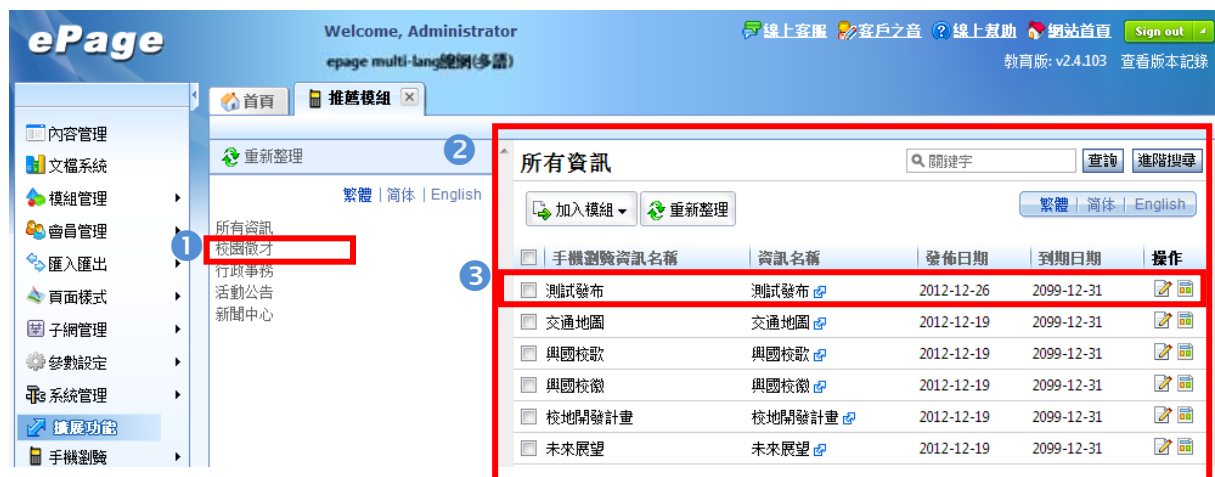 ePage
Welcome, Administrator
epage multi-lang總網(多語)
線上客服 客戶之音 線上幫助 網站首頁 Sign out
教育版: v2.4.103 查看版本記錄
首頁 推薦模組
內容管理
文檔系統
模組管理
會員管理
匯入匯出
頁面樣式
子網管理
參數設定
系統管理
擴展功能
手機瀏覽
重新整理
繁體 | 简体 | English
所有資訊
1 校園徵才
行政事務
活動公告
新聞中心
2
所有資訊 關鍵字 查詢 進階搜尋
加入模組 重新整理 繁體 | 简体 | English
手機瀏覽資訊名稱 資訊名稱 發佈日期 到期日期 操作
3
測試發布 測試發布 2012-12-26 2099-12-31
交通地圖 交通地圖 2012-12-19 2099-12-31
興國校歌 興國校歌 2012-12-19 2099-12-31
興國校徽 興國校徽 2012-12-19 2099-12-31
校地開發計畫 校地開發計畫 2012-12-19 2099-12-31
未來展望 未來展望 2012-12-19 2099-12-31